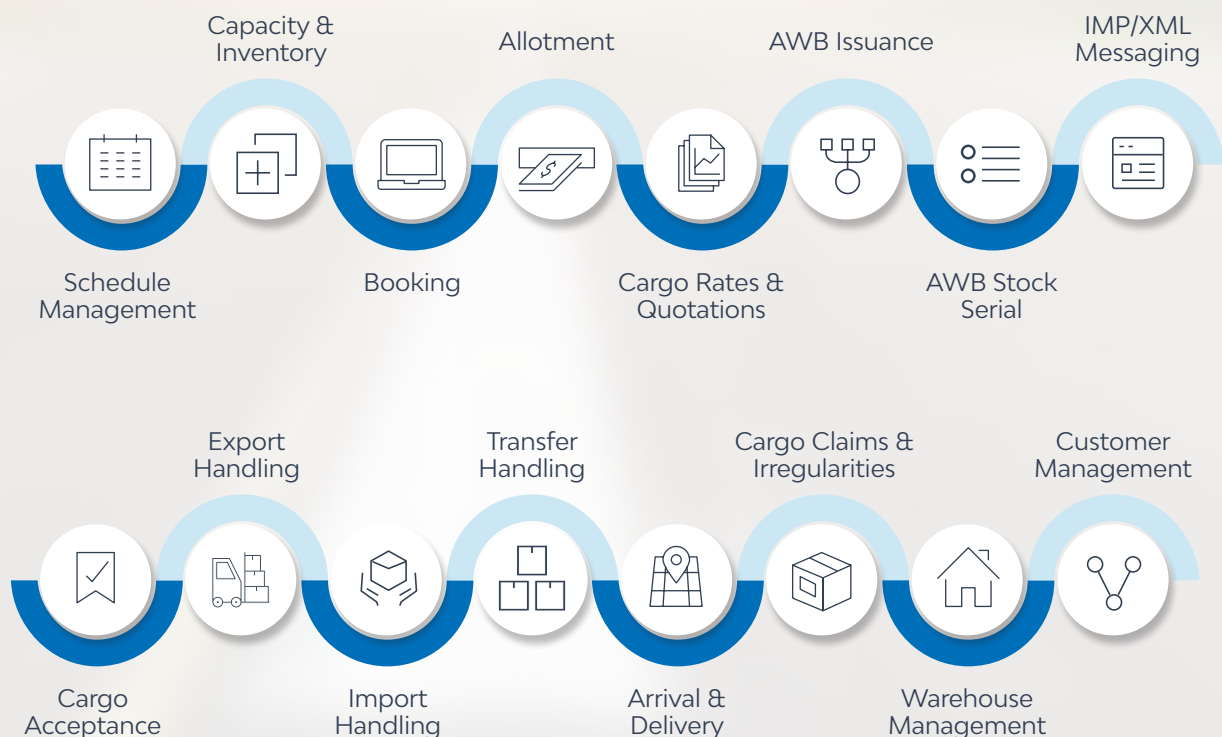 Capacity &
Inventory
Allotment
AWB Issuance
IMP/XML
Messaging
Schedule
Management
Booking
Cargo Rates &
Quotations
AWB Stock
Serial
Export
Handling
Transfer
Handling
Cargo Claims &
Irregularities
Customer
Management
Cargo
Acceptance
Import
Handling
Arrival &
Delivery
Warehouse
Management